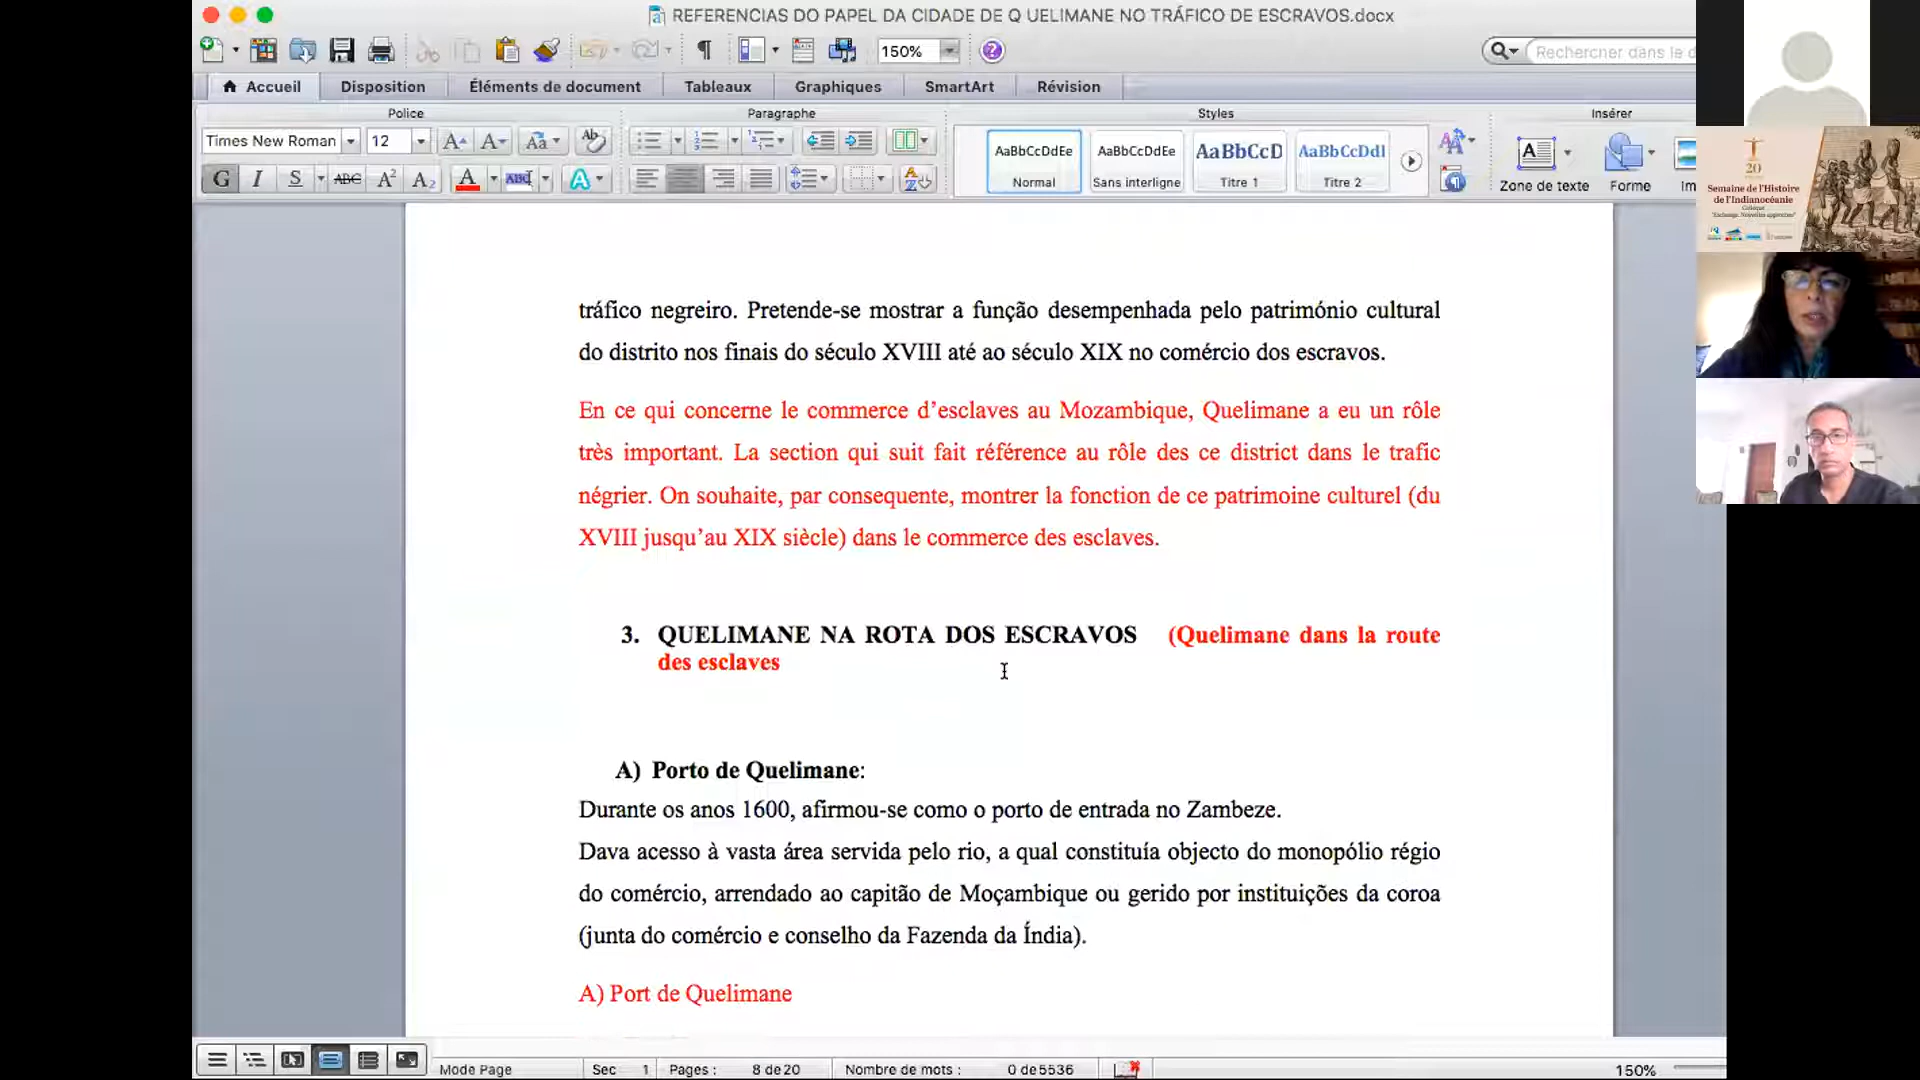 REFERENCIAS DO PAPEL DA CIDADE DE Q UELIMANE NO TRÁFICO DE ESCRAVOS.docx
150%
Rechercher dans le d
Accueil
Disposition
Éléments de document
Tableaux
Graphiques
SmartArt
Révision
Police
Paragraphe
Styles
Insérer
Times New Roman
12
AaBbCcDdEe
AaBbCcDdEe
AaBbCcD
AaBbCcDdI
Normal
Sans interligne
Titre 1
Titre 2
Zone de texte
Forme
Im
20
Semaine de l'Histoire
de l'Indianocéanie
Colloque
tráfico negreiro. Pretende-se mostrar a função desempenhada pelo património cultural
do distrito nos finais do século XVIII até ao século XIX no comércio dos escravos.
En ce qui concerne le commerce d’esclaves au Mozambique, Quelimane a eu un rôle
très important. La section qui suit fait référence au rôle des ce district dans le trafic
négrier. On souhaite, par consequente, montrer la fonction de ce patrimoine culturel (du
XVIII jusqu’au XIX siècle) dans le commerce des esclaves.
3. QUELIMANE NA ROTA DOS ESCRAVOS (Quelimane dans la route
des esclaves
A) Porto de Quelimane:
Durante os anos 1600, afirmou-se como o porto de entrada no Zambeze.
Dava acesso à vasta área servida pelo rio, a qual constituía objecto do monopólio régio
do comércio, arrendado ao capitão de Moçambique ou gerido por instituições da coroa
(junta do comércio e conselho da Fazenda da Índia).
A) Port de Quelimane
Mode Page
Sec 1
Pages : 8 de 20
Nombre de mots : 0 de 5536
150%